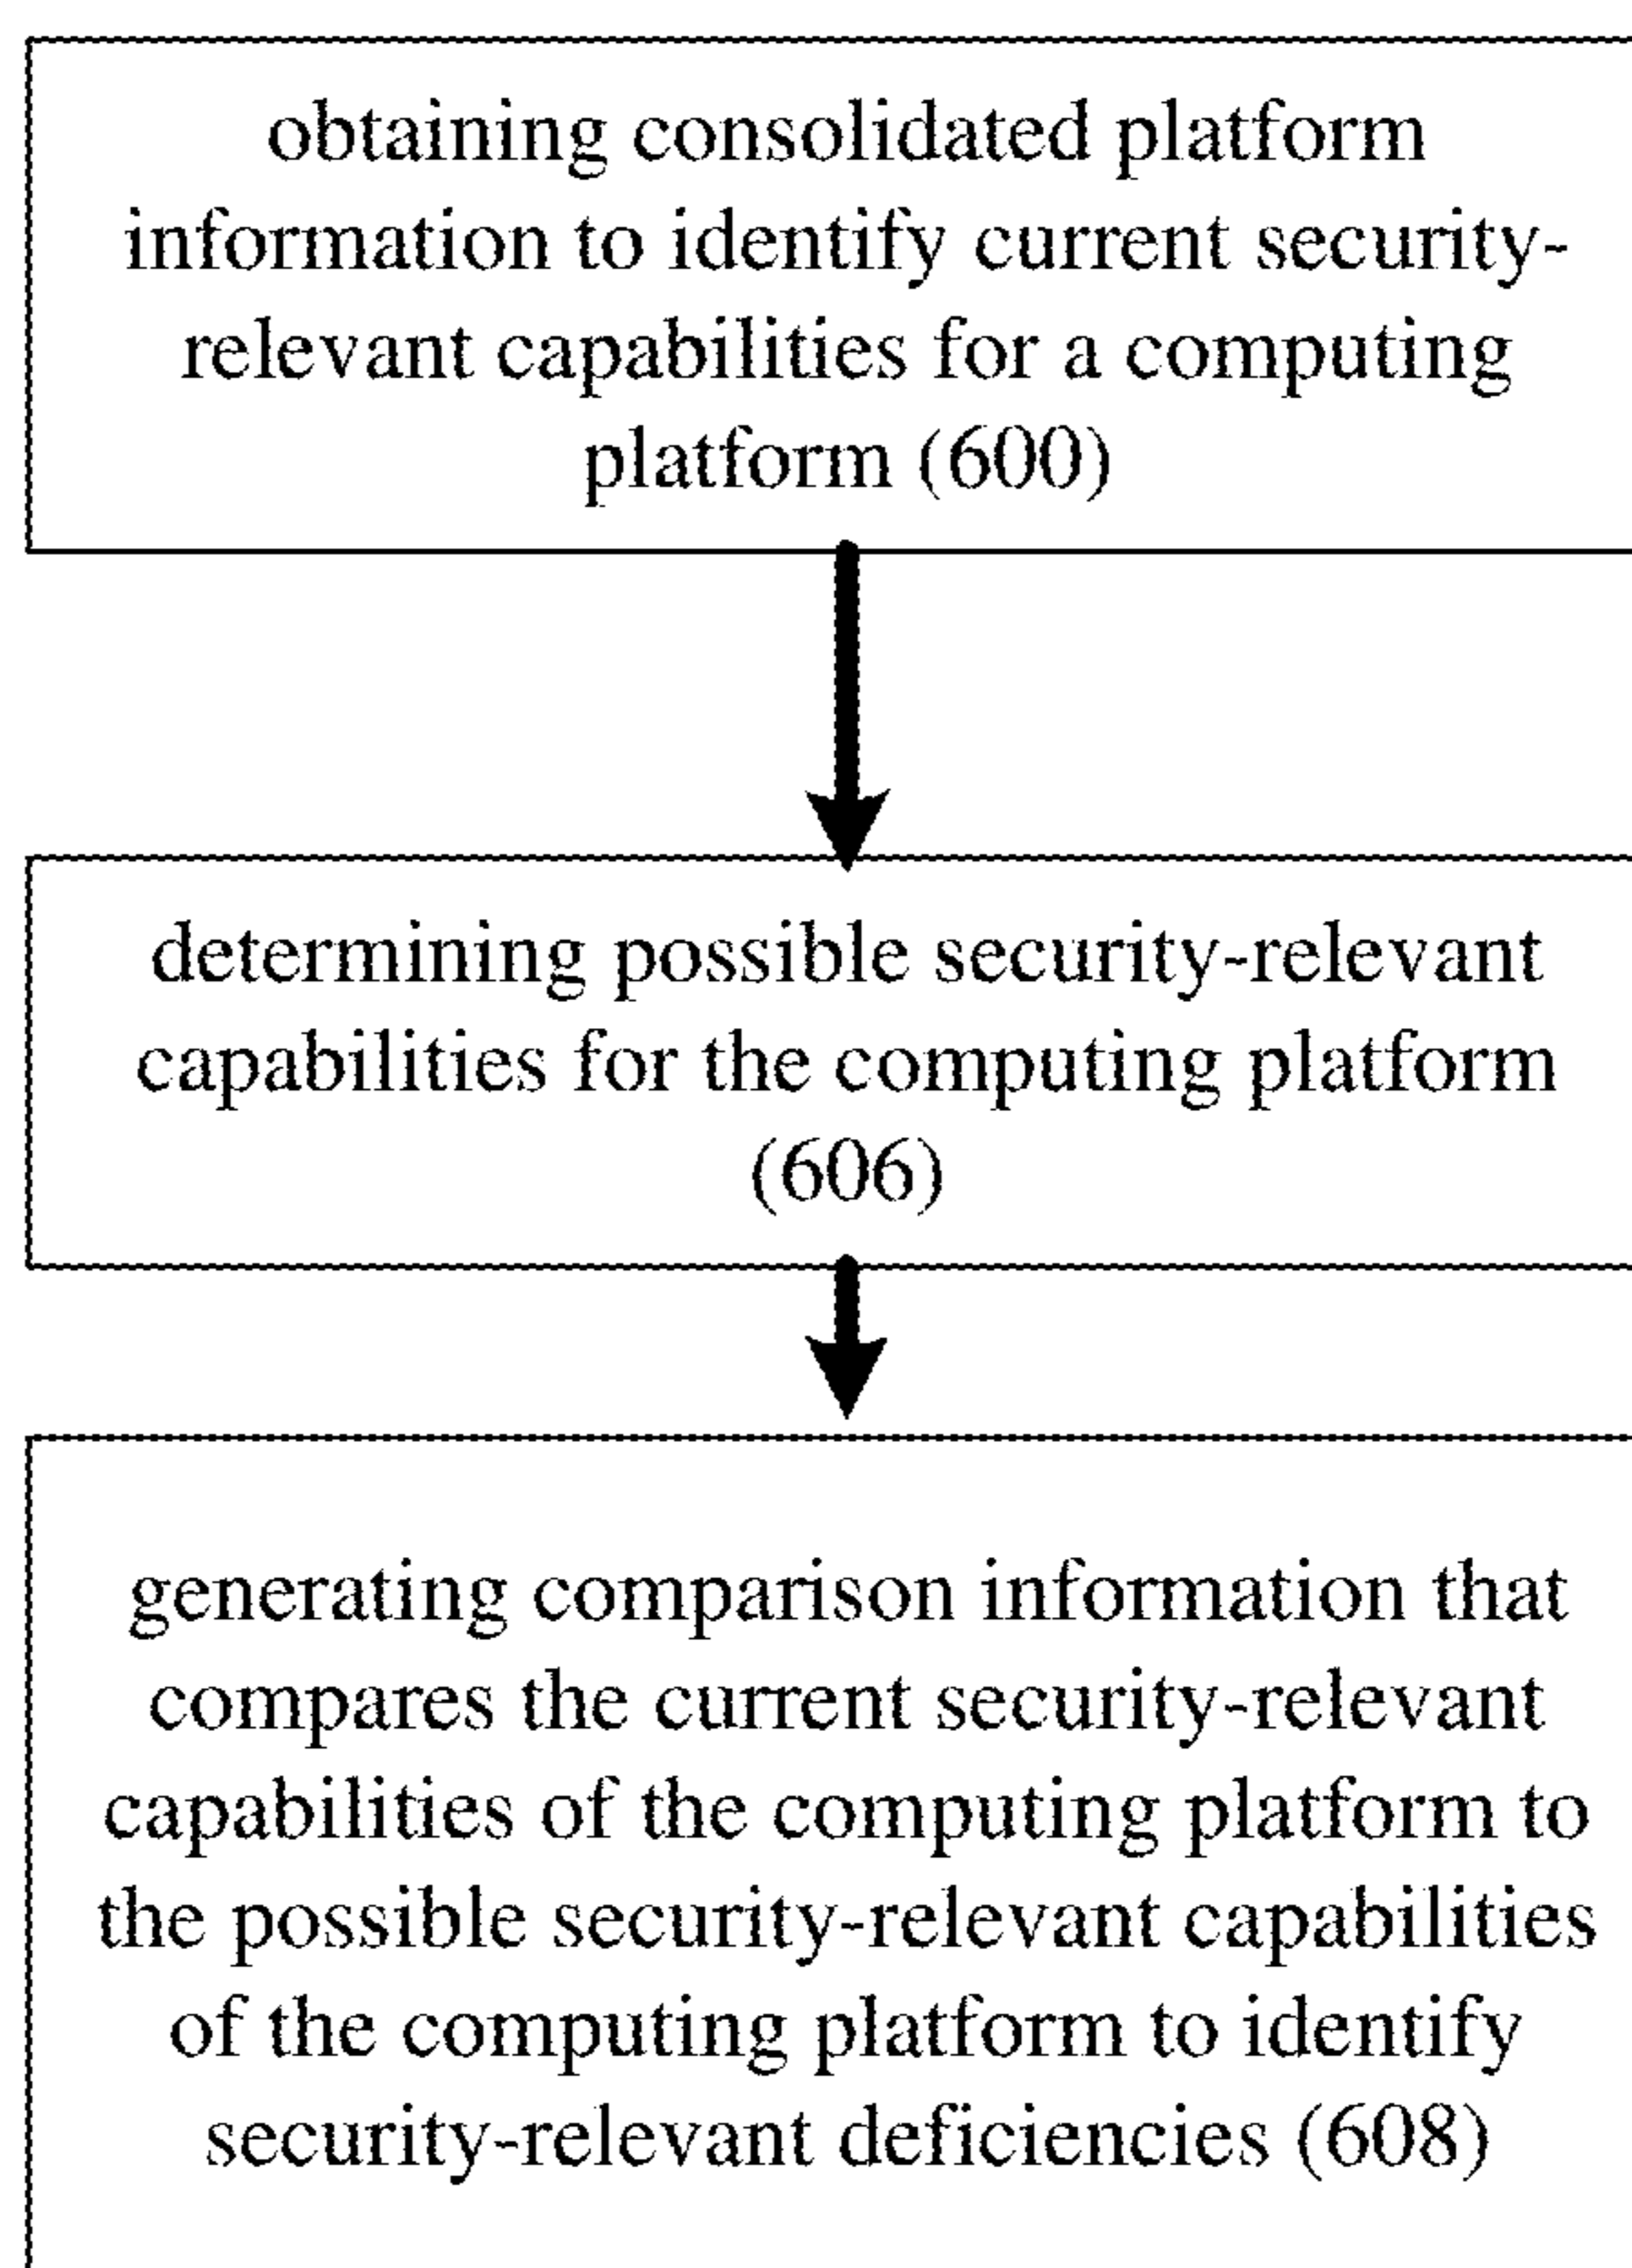 obtaining consolidated platform
information to identify current security-
relevant capabilities for a computing
platform (600)
determining possible security-relevant
capabilities for the computing platform
(606)
generating comparison information that
compares the current security-relevant
capabilities of the computing platform to
the possible security-relevant capabilities
of the computing platform to identify
security-relevant deficiencies (608)